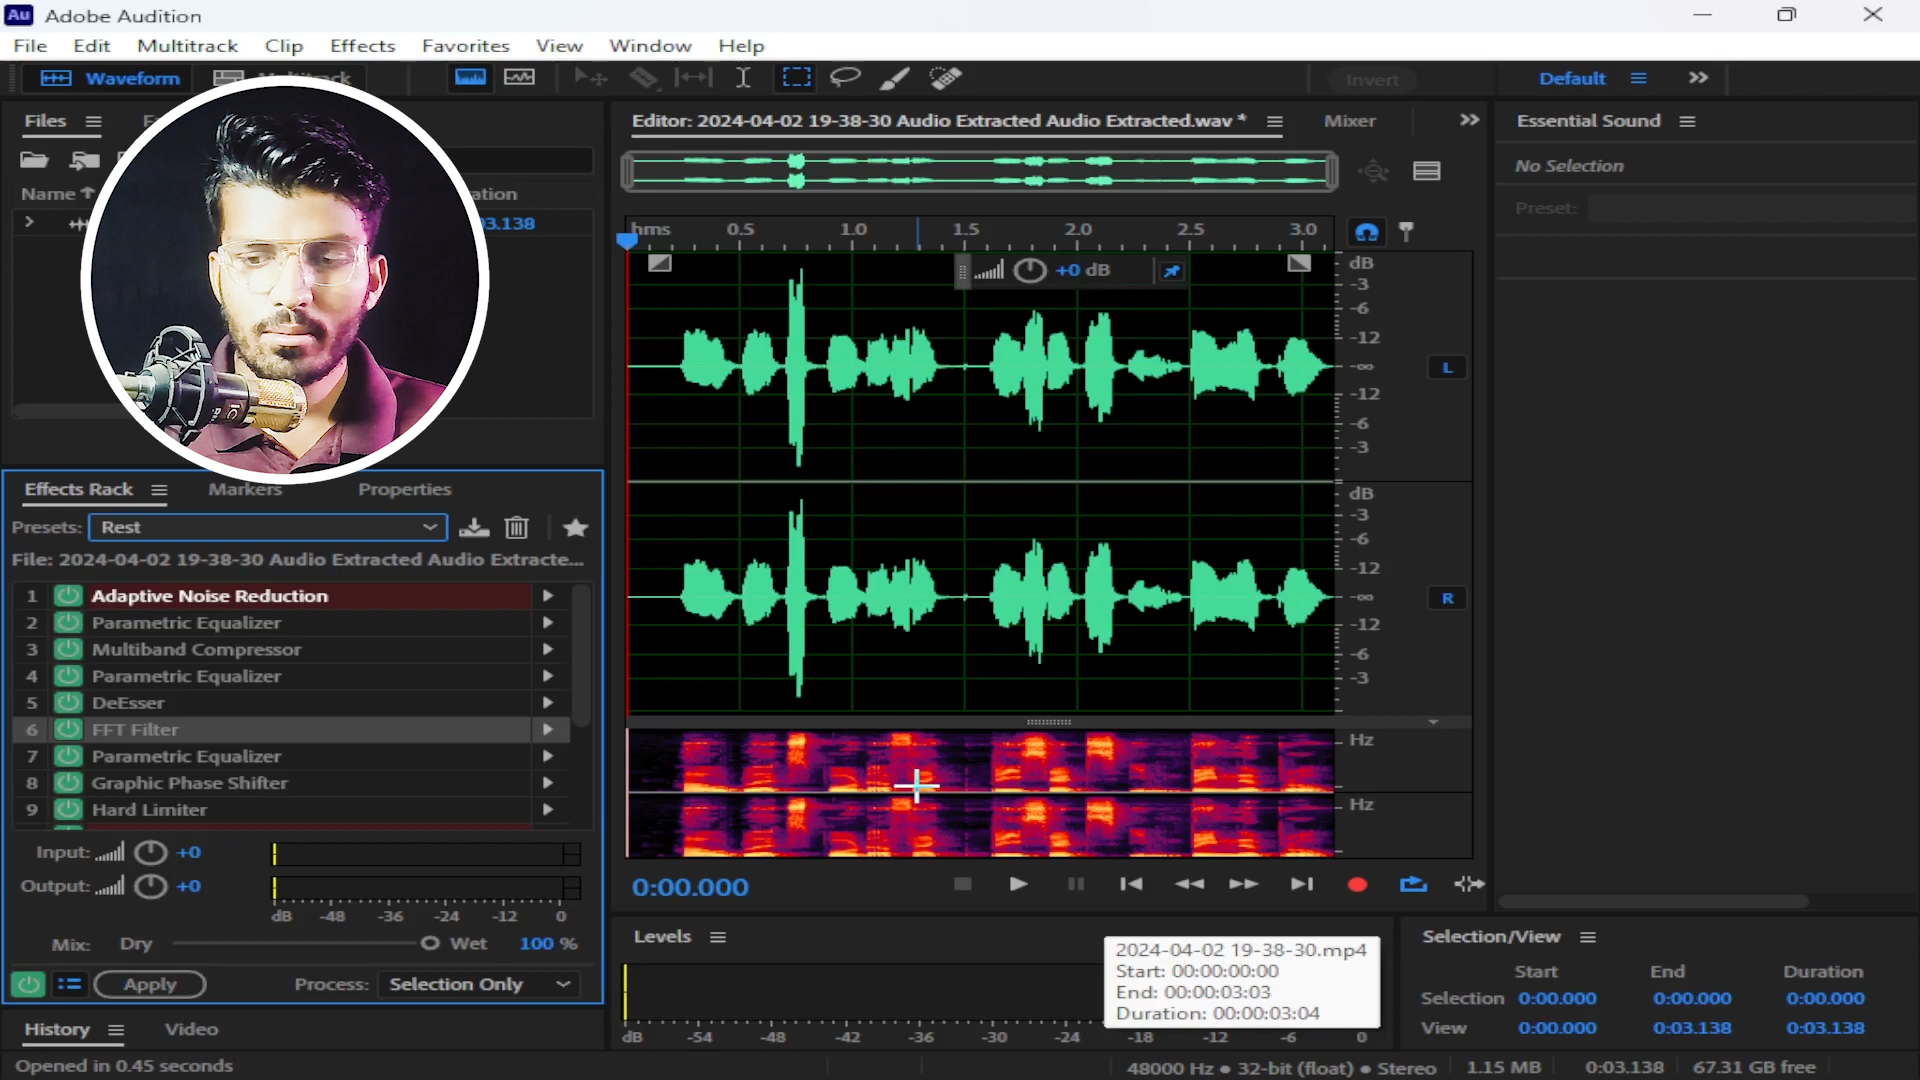 Au Adobe Audition
File Edit Multitrack Clip Effects Favorites View Window Help
Waveform Invert Default
Files
Name ↑
ation
03.138
Editor: 2024-04-02 19-38-30 Audio Extracted Audio Extracted.wav * Mixer
Essential Sound
No Selection
Preset:
hms 0.5 1.0 1.5 2.0 2.5 3.0
+0 dB
dB
-3
-6
-12
-∞
-12
-6
-3
L
dB
-3
-6
-12
-∞
-12
-6
-3
R
Hz
Hz
Effects Rack Markers Properties
Presets: Rest
File: 2024-04-02 19-38-30 Audio Extracted Audio Extracte...
1 Adaptive Noise Reduction
2 Parametric Equalizer
3 Multiband Compressor
4 Parametric Equalizer
5 DeEsser
6 FFT Filter
7 Parametric Equalizer
8 Graphic Phase Shifter
9 Hard Limiter
Input: +0
Output: +0
dB -48 -36 -24 -12 0
Mix: Dry Wet 100 %
Apply Process: Selection Only
0:00.000
Levels
dB -54 -48 -42 -36 -30 -24 -18 -12 -6 0
2024-04-02 19-38-30.mp4
Start: 00:00:00:00
End: 00:00:03:03
Duration: 00:00:03:04
Selection/View
Start End Duration
Selection 0:00.000 0:00.000 0:00.000
View 0:00.000 0:03.138 0:03.138
History Video
Opened in 0.45 seconds
48000 Hz ● 32-bit (float) ● Stereo 1.15 MB 0:03.138 67.31 GB free